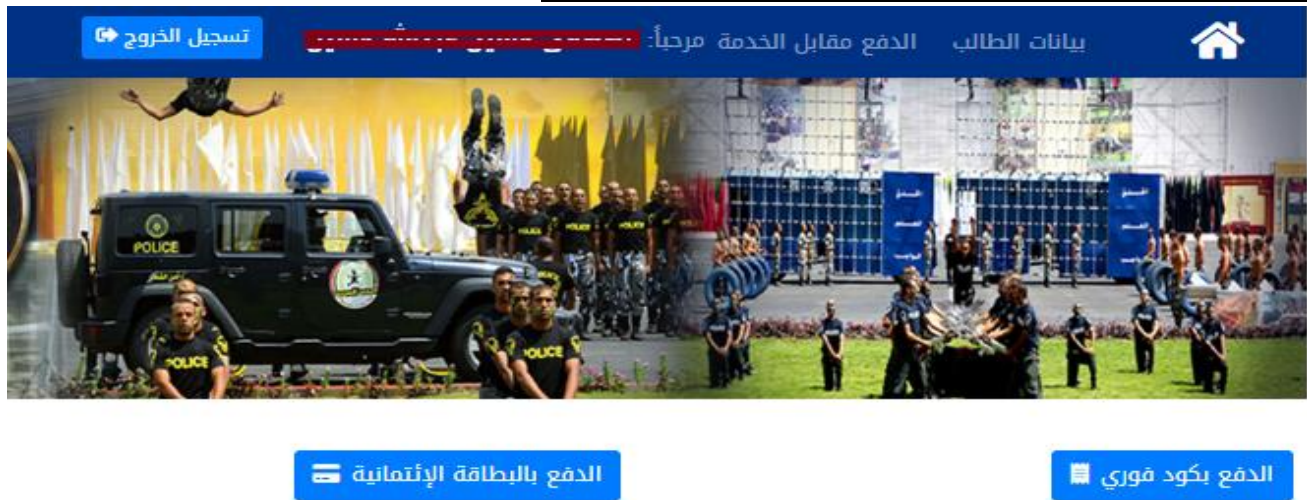 بيانات الطالب الدفع مقابل الخدمة مرحباً: تسجيل الخروج
POLICE
POLICE
POLICE
الدفع بكود فوري الدفع بالبطاقة الإئتمانية